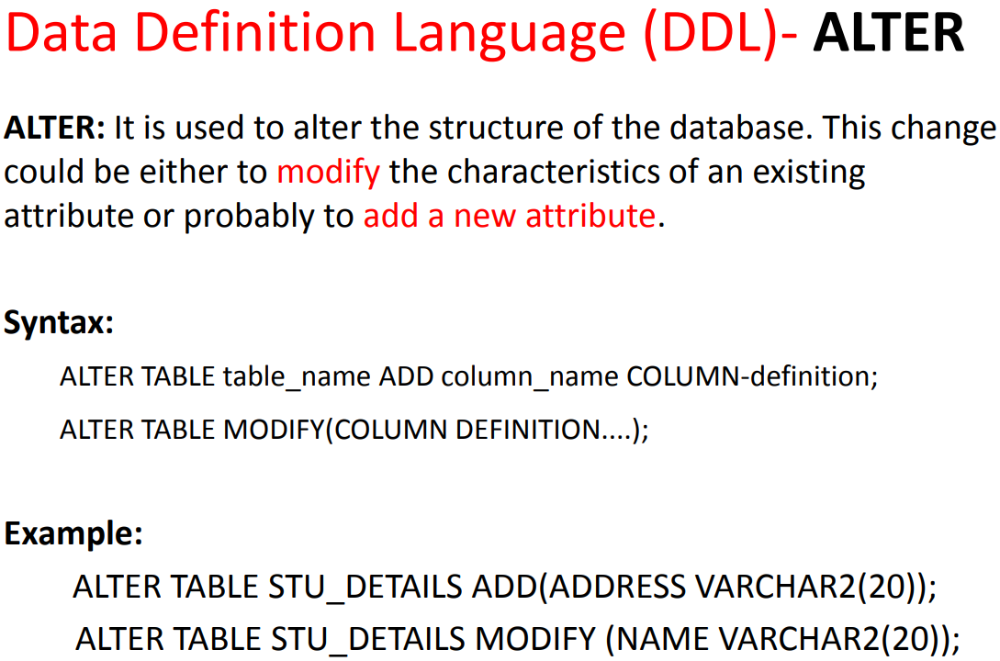 Data Definition Language (DDL)- ALTER
ALTER: It is used to alter the structure of the database. This change
could be either to modify the characteristics of an existing
attribute or probably to add a new attribute.
Syntax:
ALTER TABLE table_name ADD column_name COLUMN-definition;
ALTER TABLE MODIFY(COLUMN DEFINITION....);
Example:
ALTER TABLE STU_DETAILS ADD(ADDRESS VARCHAR2(20));
ALTER TABLE STU_DETAILS MODIFY (NAME VARCHAR2(20));